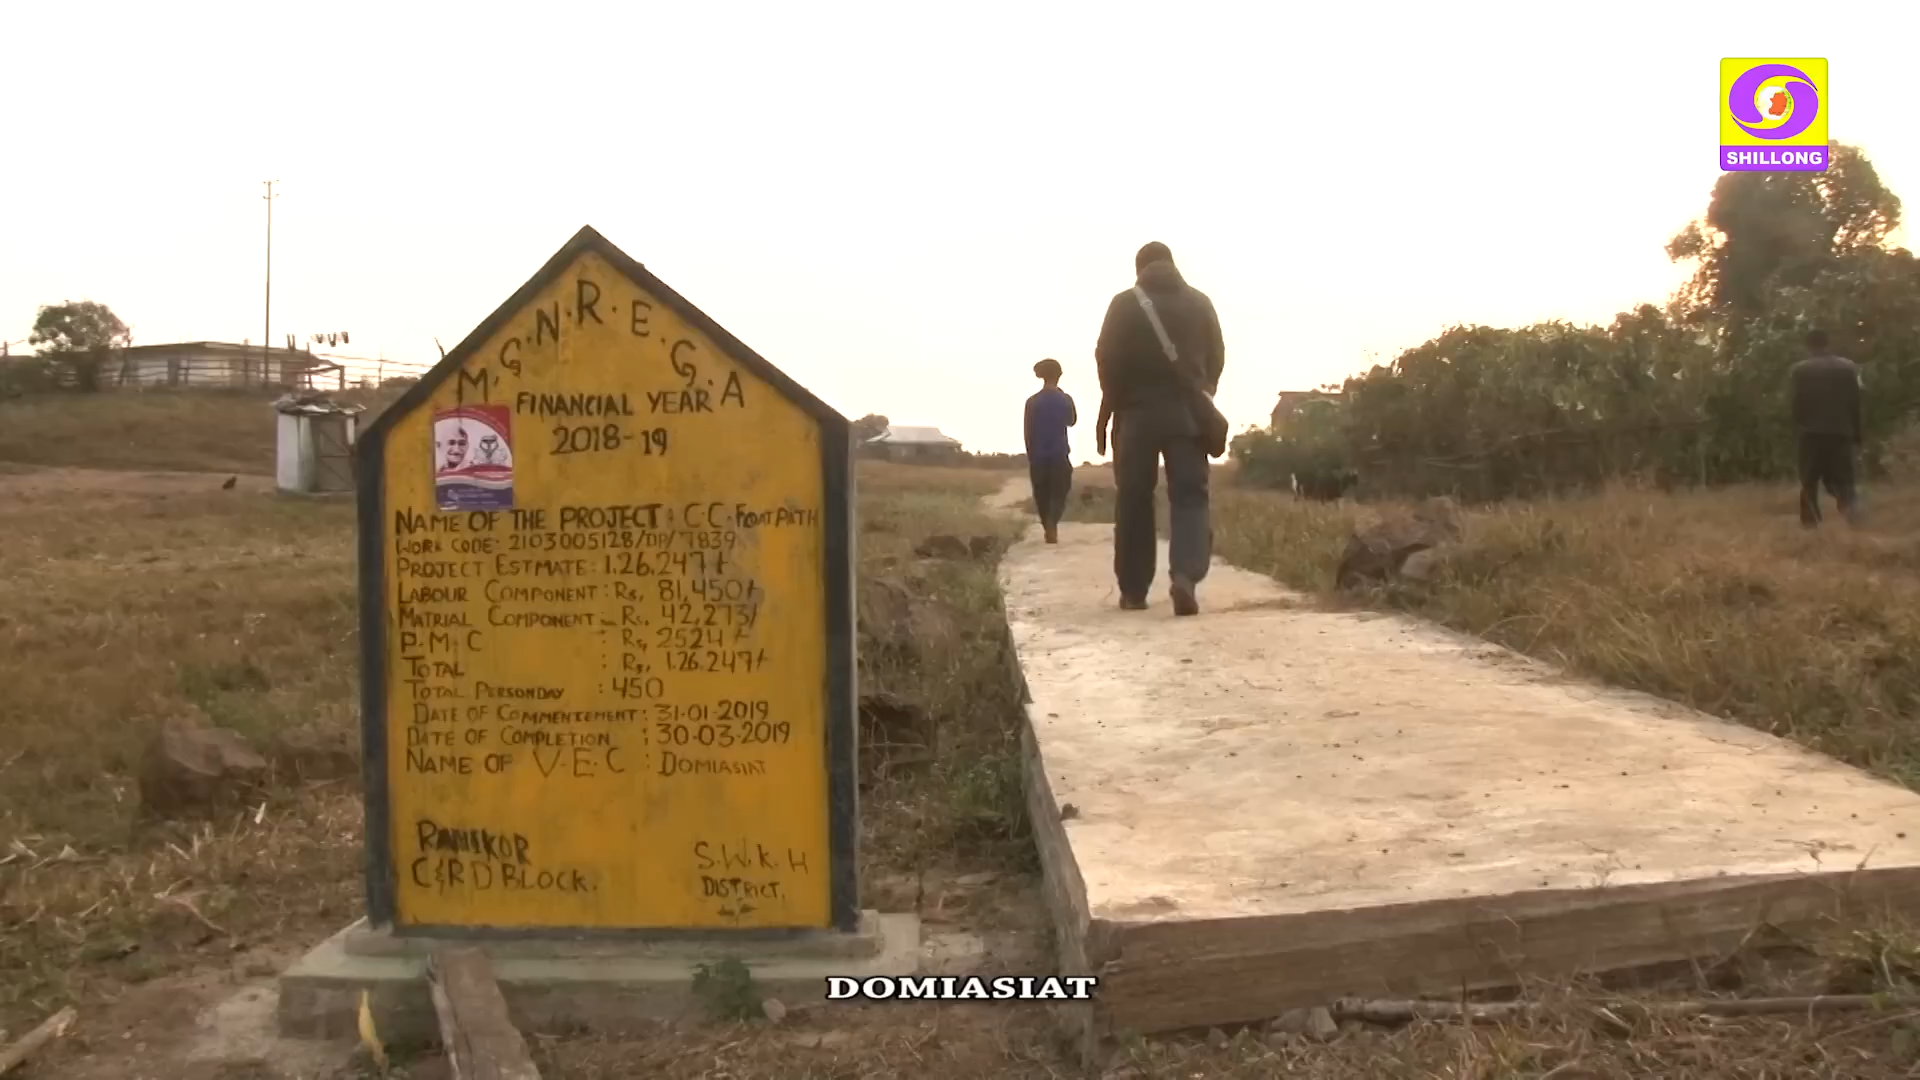 SHILLONG
M.G.N.R.E.G.A
FINANCIAL YEAR
2018-19
NAME OF THE PROJECT : C.C. FOAT PATH
WORK CODE: 2103005128/DP/7839
PROJECT ESTMATE: 1.26.247/-
LABOUR COMPONENT: Rs. 81,450/-
MATRIAL COMPONENT Rs. 42,273/
P.M.C : Rs, 2524/-
TOTAL : Rs. 1.26.247/-
TOTAL PERSONDAY : 450
DATE OF COMMENTEMENT: 31-01-2019
DATE OF COMPLETION : 30-03-2019
NAME OF V.E.C : DOMIASIAT
RANIKOR
C&RD BLOCK.
S.W.K.H
DISTRICT.
DOMIASIAT